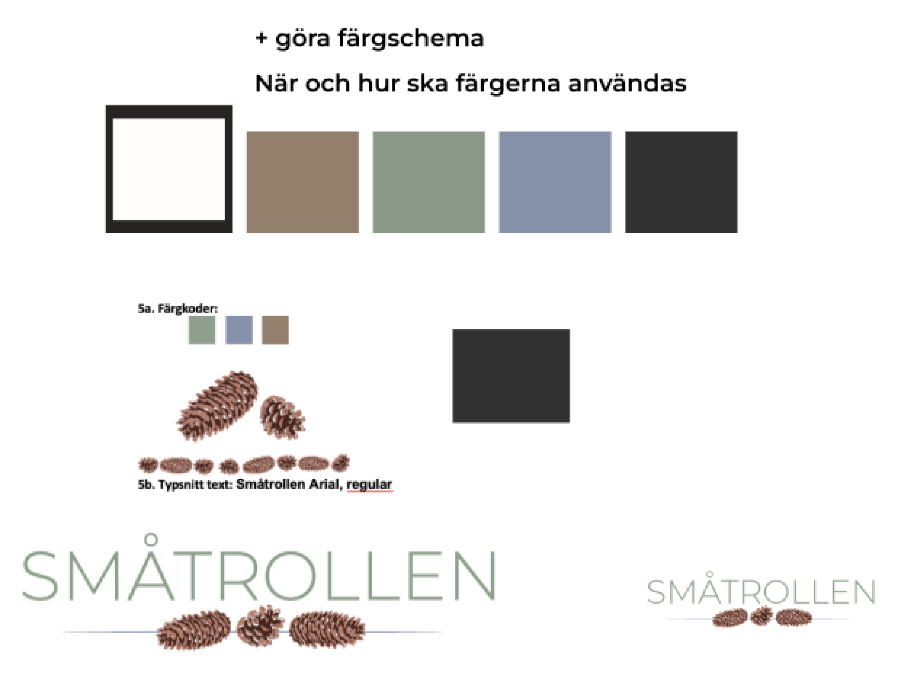 + göra färgschema
När och hur ska färgerna användas
5a. Färgkoder:
5b. Typsnitt text: Småtrollen Arial, regular
SMÅTROLLEN
SMÅTROLLEN